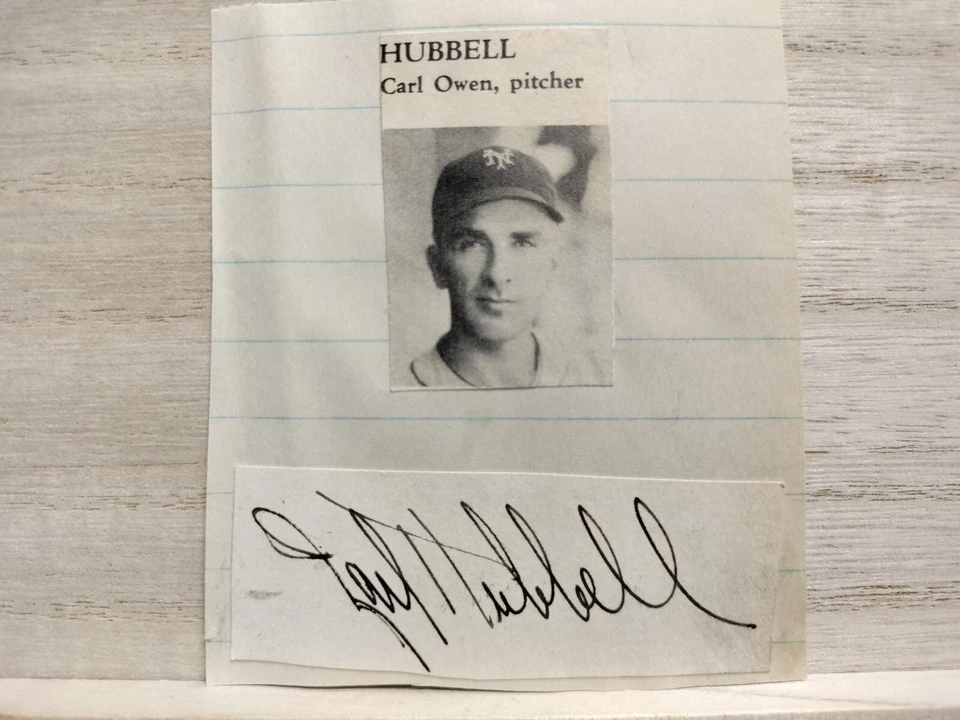 HUBBELL
Carl Owen, pitcher
NY
Carl Hubbell